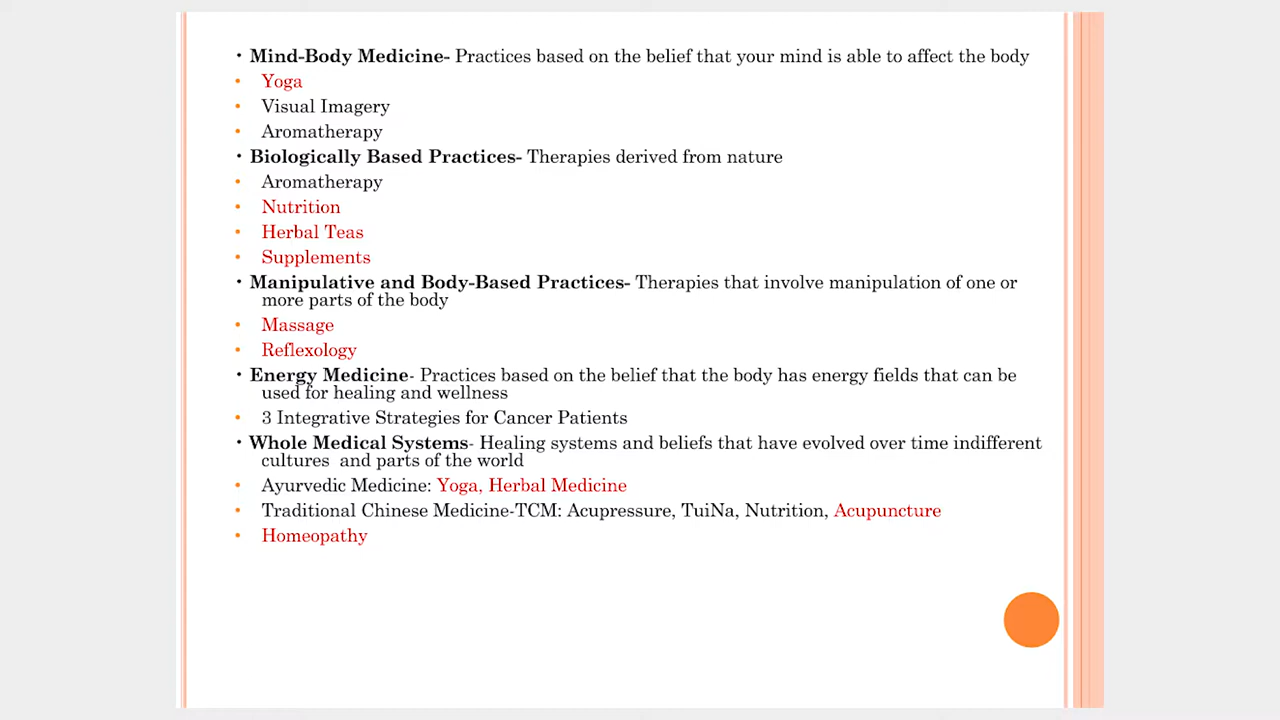 • Mind-Body Medicine- Practices based on the belief that your mind is able to affect the body
• Yoga
• Visual Imagery
• Aromatherapy
• Biologically Based Practices- Therapies derived from nature
• Aromatherapy
• Nutrition
• Herbal Teas
• Supplements
• Manipulative and Body-Based Practices- Therapies that involve manipulation of one or
more parts of the body
• Massage
• Reflexology
• Energy Medicine- Practices based on the belief that the body has energy fields that can be
used for healing and wellness
• 3 Integrative Strategies for Cancer Patients
• Whole Medical Systems- Healing systems and beliefs that have evolved over time indifferent
cultures  and parts of the world
• Ayurvedic Medicine: Yoga, Herbal Medicine
• Traditional Chinese Medicine-TCM: Acupressure, TuiNa, Nutrition, Acupuncture
• Homeopathy